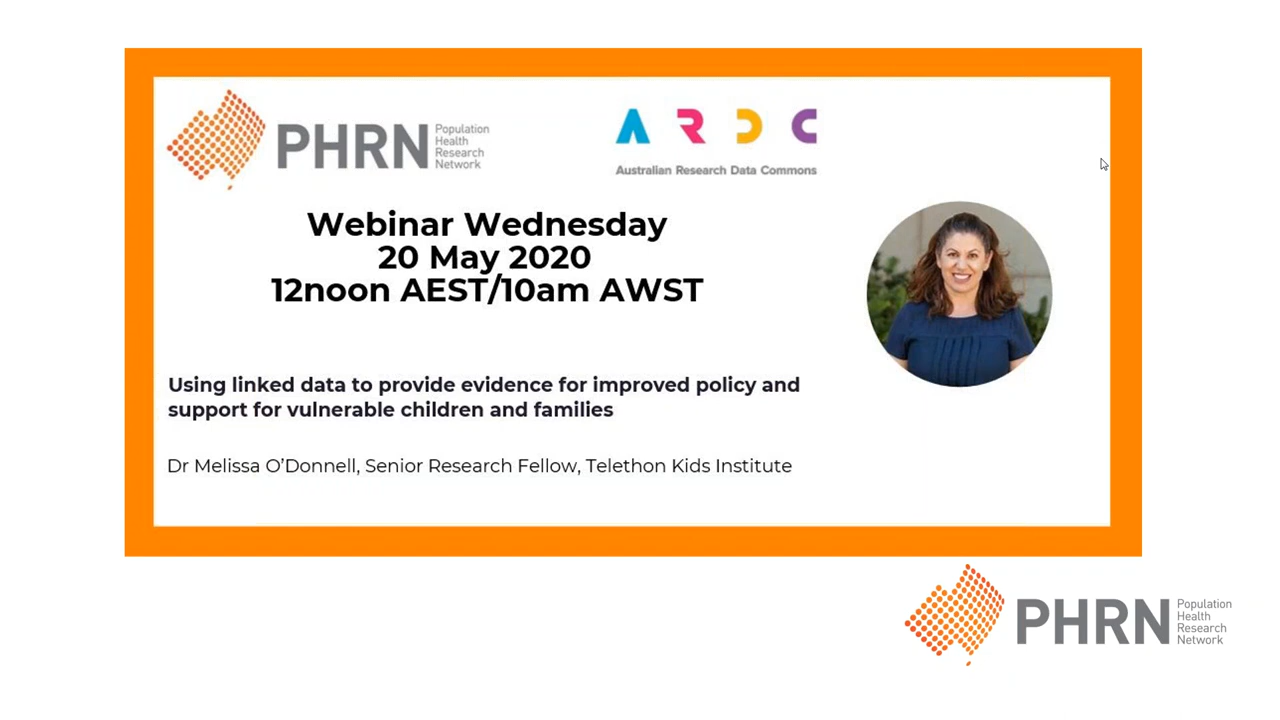 PHRN
Population
Health
Research
Network
A R D C
Australian Research Data Commons
Webinar Wednesday
20 May 2020
12noon AEST/10am AWST
Using linked data to provide evidence for improved policy and
support for vulnerable children and families
Dr Melissa O’Donnell, Senior Research Fellow, Telethon Kids Institute
PHRN
Population
Health
Research
Network